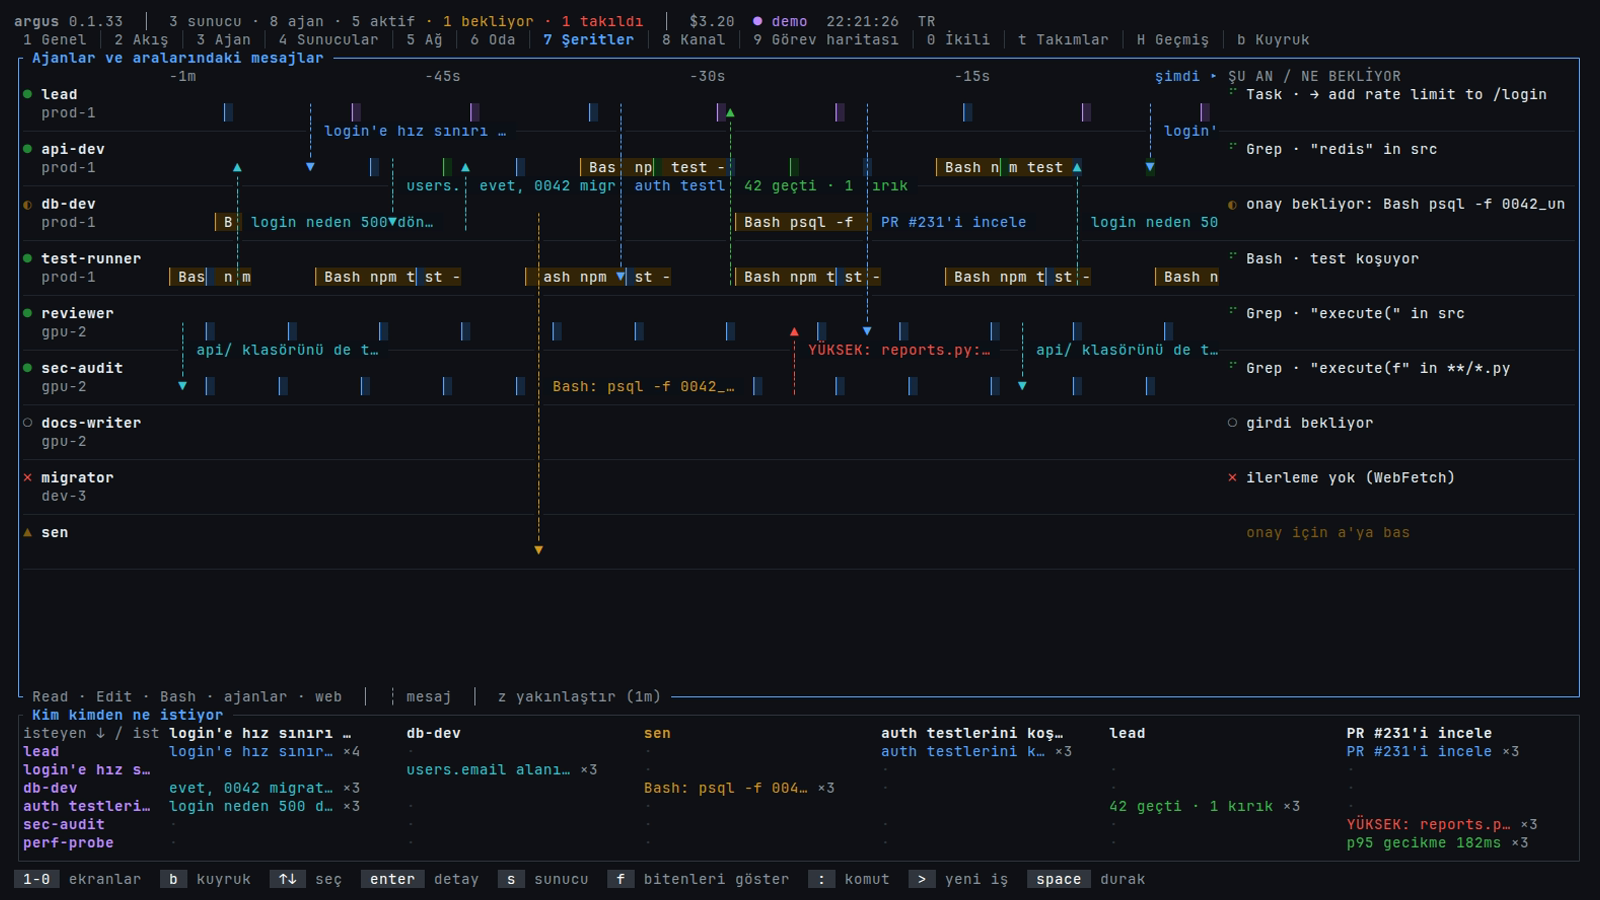 argus 0.1.33 │ 3 sunucu · 8 ajan · 5 aktif · 1 bekliyor · 1 takıldı │ $3.20 ● demo 22:21:26 TR
1 Genel │ 2 Akış │ 3 Ajan │ 4 Sunucular │ 5 Ağ │ 6 Oda │ 7 Şeritler │ 8 Kanal │ 9 Görev haritası │ 0 İkili │ t Takımlar │ H Geçmiş │ b Kuyruk
Ajanlar ve aralarındaki mesajlar
-1m -45s -30s -15s şimdi ‣ ŞU AN / NE BEKLİYOR
lead Task · → add rate limit to /login
prod-1
login'e hız sınırı … login'
api-dev Grep · "redis" in src
prod-1 Bas np test - Bash n m test
users. evet, 0042 migr auth testl 42 geçti · 1 ırık
db-dev onay bekliyor: Bash psql -f 0042_un
prod-1 B login neden 500 dön… Bash psql -f PR #231'i incele login neden 50
test-runner Bash · test koşuyor
prod-1 Bas n m Bash npm t st - ash npm st - Bash npm t st - Bash npm t st - Bash n
reviewer Grep · "execute(" in src
gpu-2
api/ klasörünü de t… YÜKSEK: reports.py:… api/ klasörünü de t…
sec-audit Grep · "execute(f" in **/*.py
gpu-2 Bash: psql -f 0042_…
docs-writer girdi bekliyor
gpu-2
migrator ilerleme yok (WebFetch)
dev-3
sen onay için a'ya bas
Read · Edit · Bash · ajanlar · web │ ┆ mesaj │ z yakınlaştır (1m)
Kim kimden ne istiyor
isteyen ↓ / ist login'e hız sınırı … db-dev sen auth testlerini koş… lead PR #231'i incele
lead login'e hız sınır… ×4 · · auth testlerini k… ×3 · PR #231'i incele ×3
login'e hız s… users.email alanı… ×3 · · · ·
db-dev evet, 0042 migrat… ×3 Bash: psql -f 004… ×3 · · ·
auth testleri… login neden 500 d… ×3 · · · 42 geçti · 1 kırık ×3 ·
sec-audit · · · · · YÜKSEK: reports.p… ×3
perf-probe · · · · · p95 gecikme 182ms ×3
1-0 ekranlar b kuyruk ↑↓ seç enter detay s sunucu f bitenleri göster : komut > yeni iş space durak